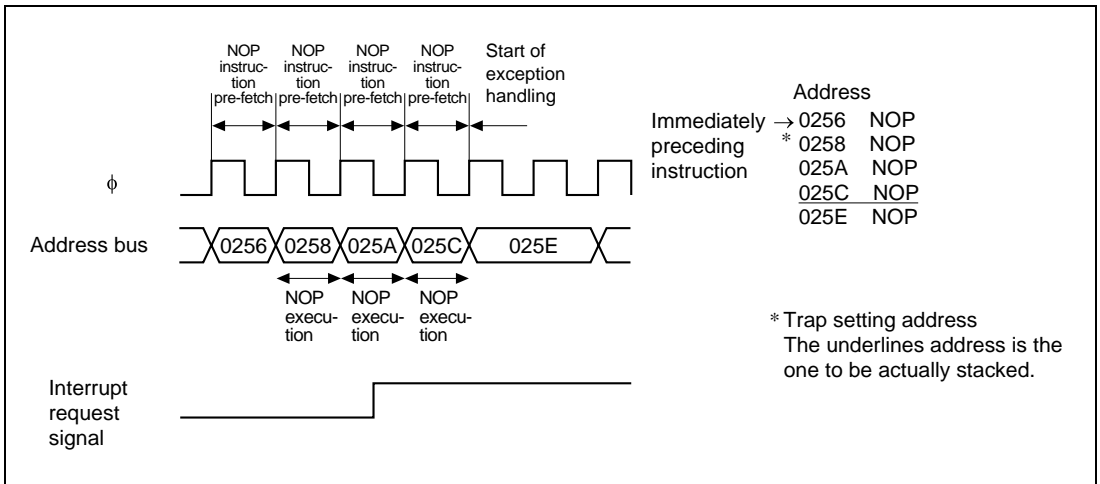 NOP
instruc-
tion
pre-fetch
NOP
instruc-
tion
pre-fetch
NOP
instruc-
tion
pre-fetch
NOP
instruc-
tion
pre-fetch
Start of
exception
handling
Immediately
preceding
instruction
Address
→ 0256 NOP
* 0258 NOP
025A NOP
025C NOP
025E NOP
ϕ
Address bus
0256 0258 025A 025C 025E
NOP
execu-
tion
NOP
execu-
tion
NOP
execu-
tion
Interrupt
request
signal
* Trap setting address
The underlines address is the
one to be actually stacked.